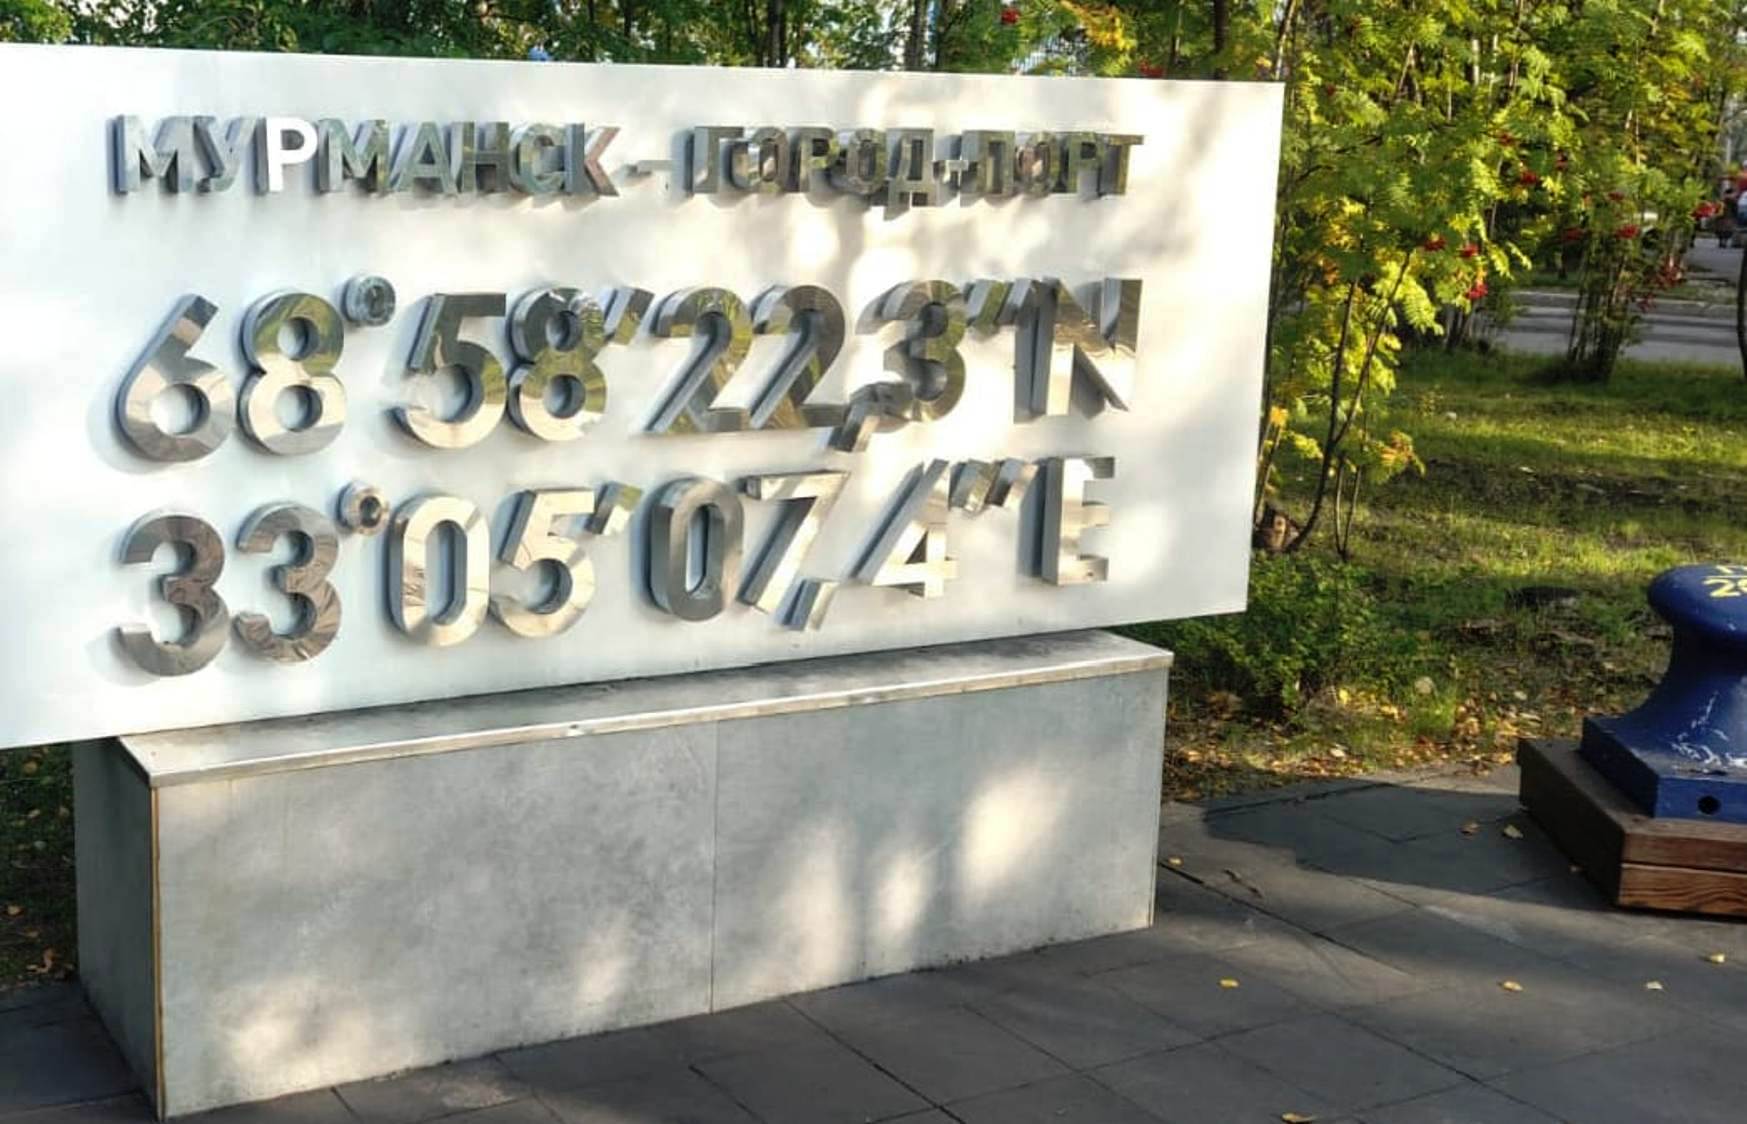 МУРМАНСК - ГОРОД-ПОРТ
68°58'22,3"N
33°05'07,4"E